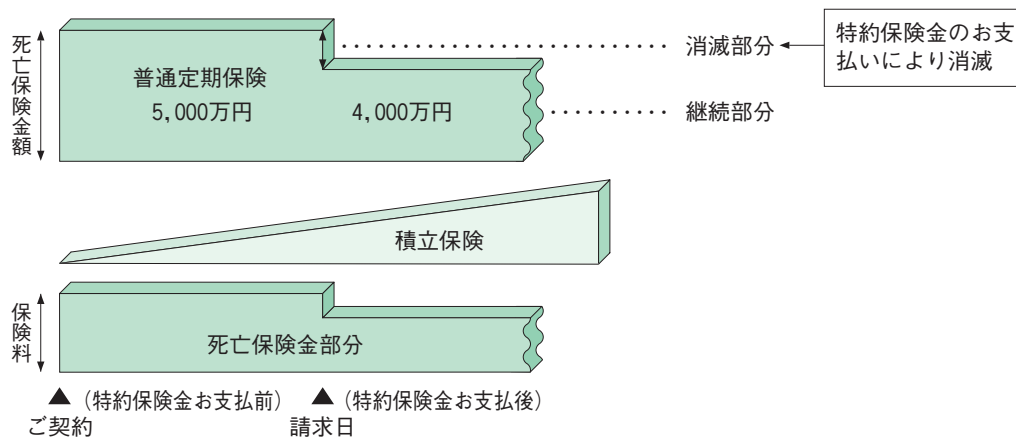 死亡保険金額
普通定期保険
5,000万円
4,000万円
消滅部分
特約保険金のお支
払いにより消滅
継続部分
積立保険
保険料
死亡保険金部分
▲(特約保険金お支払前)
ご契約
▲(特約保険金お支払後)
請求日